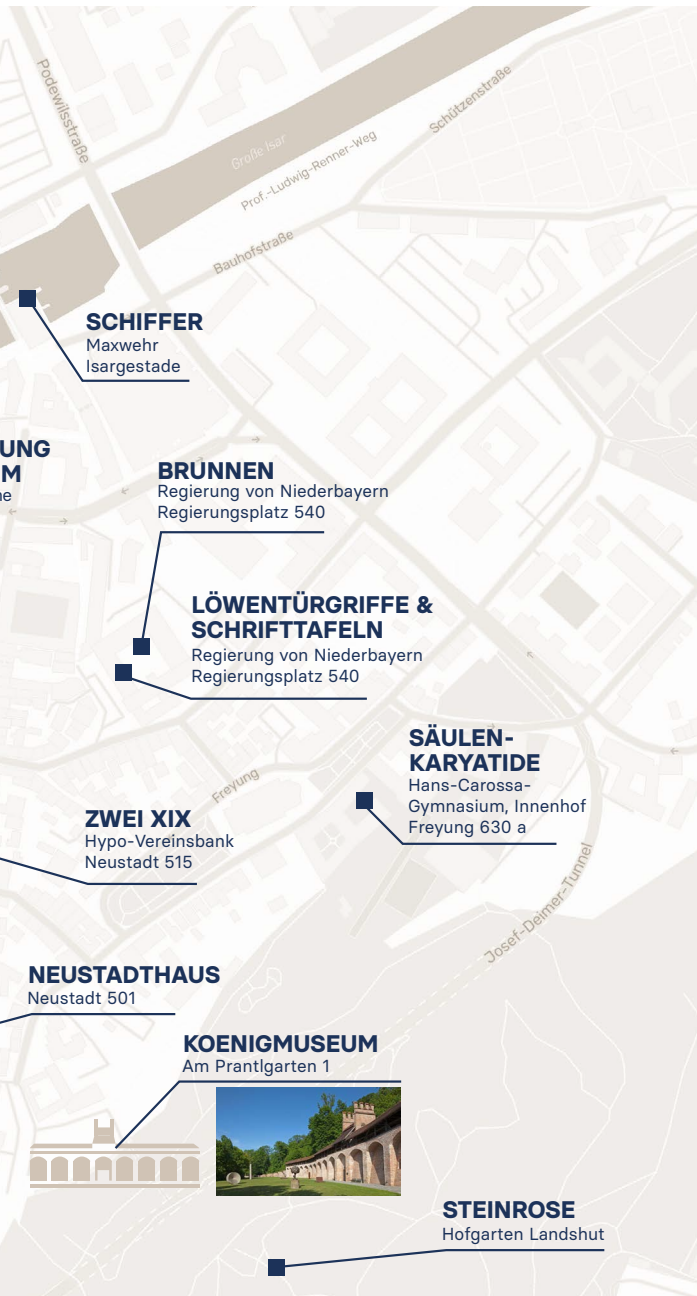 Podewilsstraße
Schützenstraße
Große Isar
Prof.-Ludwig-Renner-Weg
Bauhofstraße
SCHIFFER
Maxwehr
Isargestade
UNG
M
ne
BRUNNEN
Regierung von Niederbayern
Regierungsplatz 540
LÖWENTÜRGRIFFE &
SCHRIFTTAFELN
Regierung von Niederbayern
Regierungsplatz 540
SÄULEN-
KARYATIDE
Hans-Carossa-
Gymnasium, Innenhof
Freyung 630 a
Freyung
ZWEI XIX
Hypo-Vereinsbank
Neustadt 515
Josef-Deimer-Tunnel
NEUSTADTHAUS
Neustadt 501
KOENIGMUSEUM
Am Prantlgarten 1
STEINROSE
Hofgarten Landshut